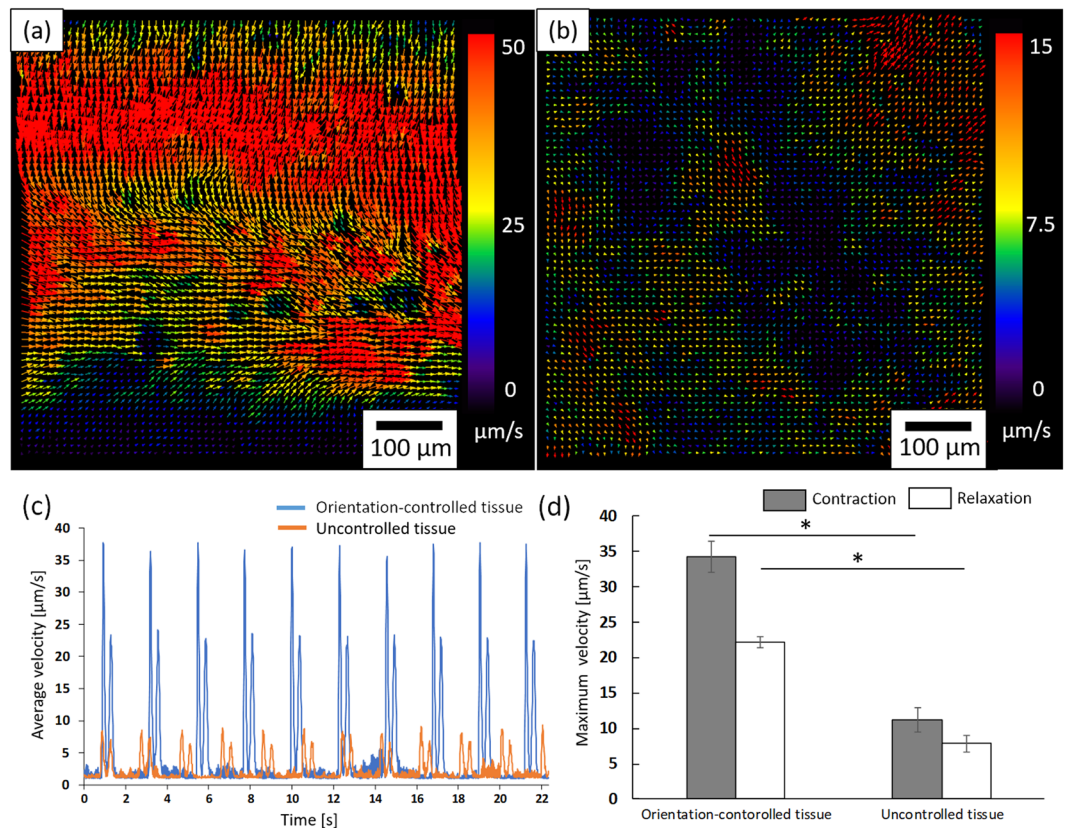 (a)
50
25
0
µm/s
100 µm
(b)
15
7.5
0
µm/s
100 µm
(c)
Orientation-controlled tissue
Uncontrolled tissue
Average velocity [µm/s]
40
35
30
25
20
15
10
5
0
0 2 4 6 8 10 12 14 16 18 20 22
Time [s]
(d)
Contraction
Relaxation
Maximum velocity [µm/s]
40
35
30
25
20
15
10
5
0
*
*
Orientation-contorolled tissue
Uncontrolled tissue